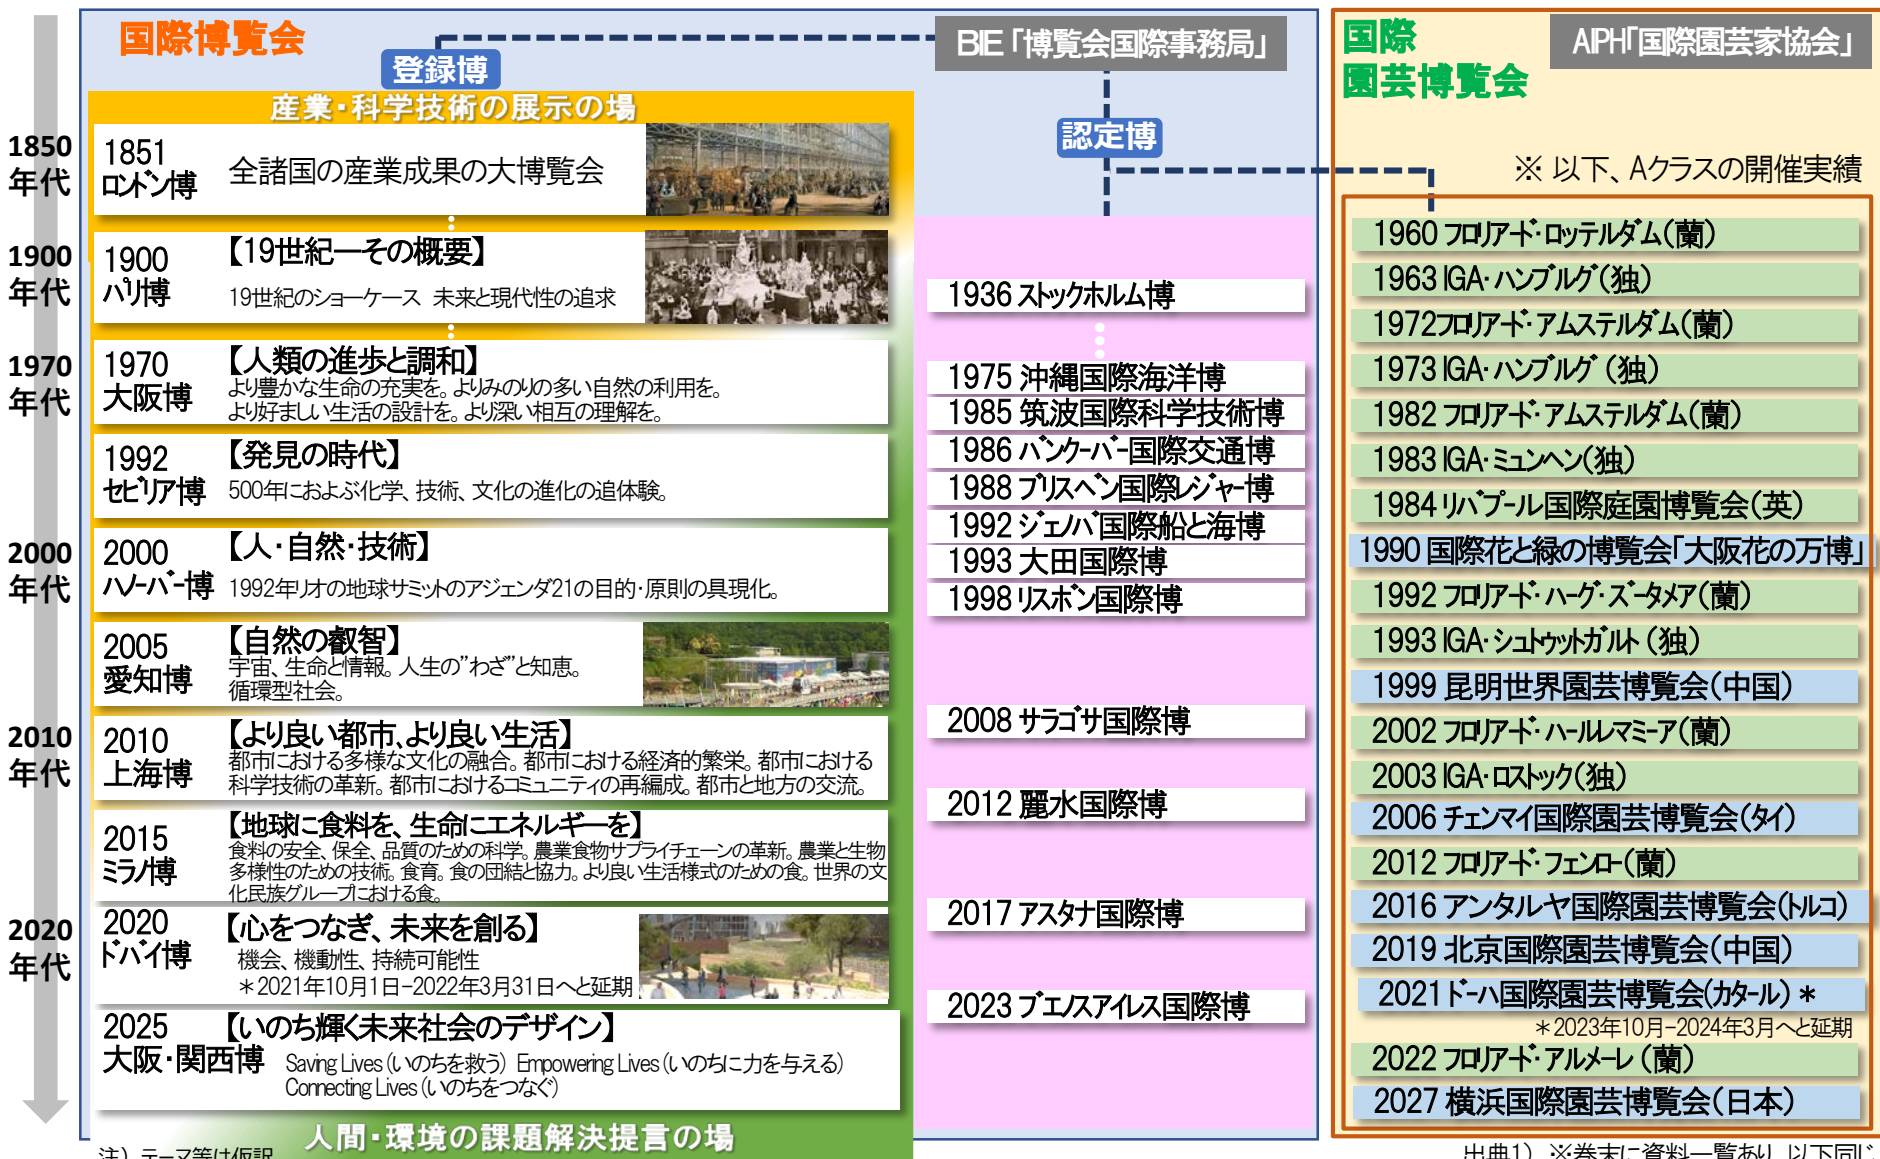 国際博覧会
登録博
BIE「博覧会国際事務局」
認定博
産業・科学技術の展示の場
1850
年代
1851
ロンドン博
全諸国の産業成果の大博覧会
1900
年代
1900
パリ博
【19世紀―その概要】
19世紀のショーケース 未来と現代性の追求
1970
年代
1970
大阪博
【人類の進歩と調和】
より豊かな生命の充実を。よりみのりの多い自然の利用を。
より好ましい生活の設計を。より深い相互の理解を。
1992
セビリア博
【発見の時代】
500年におよぶ化学、技術、文化の進化の追体験。
2000
年代
2000
ハノーバー博
【人・自然・技術】
1992年リオの地球サミットのアジェンダ21の目的・原則の具現化。
2005
愛知博
【自然の叡智】
宇宙、生命と情報。人生の”わざ”と知恵。
循環型社会。
2010
年代
2010
上海博
【より良い都市、より良い生活】
都市における多様な文化の融合。都市における経済的繁栄。都市における
科学技術の革新。都市におけるコミュニティの再編成。都市と地方の交流。
2015
ミラノ博
【地球に食料を、生命にエネルギーを】
食料の安全、保全、品質のための科学。農業食物サプライチェーンの革新。農業と生物
多様性のための技術。食育。食の団結と協力。より良い生活様式のための食。世界の文
化民族グループにおける食。
2020
年代
2020
ドバイ博
【心をつなぎ、未来を創る】
機会、機動性、持続可能性
＊2021年10月1日-2022年3月31日へと延期
2025
大阪・関西博
【いのち輝く未来社会のデザイン】
Saving Lives(いのちを救う) Empowering Lives(いのちに力を与える)
Connecting Lives(いのちをつなぐ)
人間・環境の課題解決提言の場
注) テーマ等は仮訳
1936 ストックホルム博
1975 沖縄国際海洋博
1985 筑波国際科学技術博
1986 バンクーバー国際交通博
1988 ブリスベン国際レジャー博
1992 ジェノバ国際船と海博
1993 大田国際博
1998 リスボン国際博
2008 サラゴサ国際博
2012 麗水国際博
2017 アスタナ国際博
2023 ブエノスアイレス国際博
国際
園芸博覧会
AIPH「国際園芸家協会」
※ 以下、Aクラスの開催実績
1960 フロリアード・ロッテルダム(蘭)
1963 IGA・ハンブルグ(独)
1972フロリアード・アムステルダム(蘭)
1973 IGA・ハンブルグ (独)
1982 フロリアード・アムステルダム(蘭)
1983 IGA・ミュンヘン(独)
1984 リバプール国際庭園博覧会(英)
1990 国際花と緑の博覧会「大阪花の万博」
1992 フロリアード・ハーグ・ズータメア(蘭)
1993 IGA・シュトゥットガルト (独)
1999 昆明世界園芸博覧会(中国)
2002 フロリアード・ハールレマミーア(蘭)
2003 IGA・ロストック(独)
2006 チェンマイ国際園芸博覧会(タイ)
2012 フロリアード・フェンロー(蘭)
2016 アンタルヤ国際園芸博覧会(トルコ)
2019 北京国際園芸博覧会(中国)
2021ドーハ国際園芸博覧会(カタール) ＊
＊2023年10月-2024年3月へと延期
2022 フロリアード・アルメーレ (蘭)
2027 横浜国際園芸博覧会(日本)
出典1) ※巻末に資料一覧あり 以下同じ